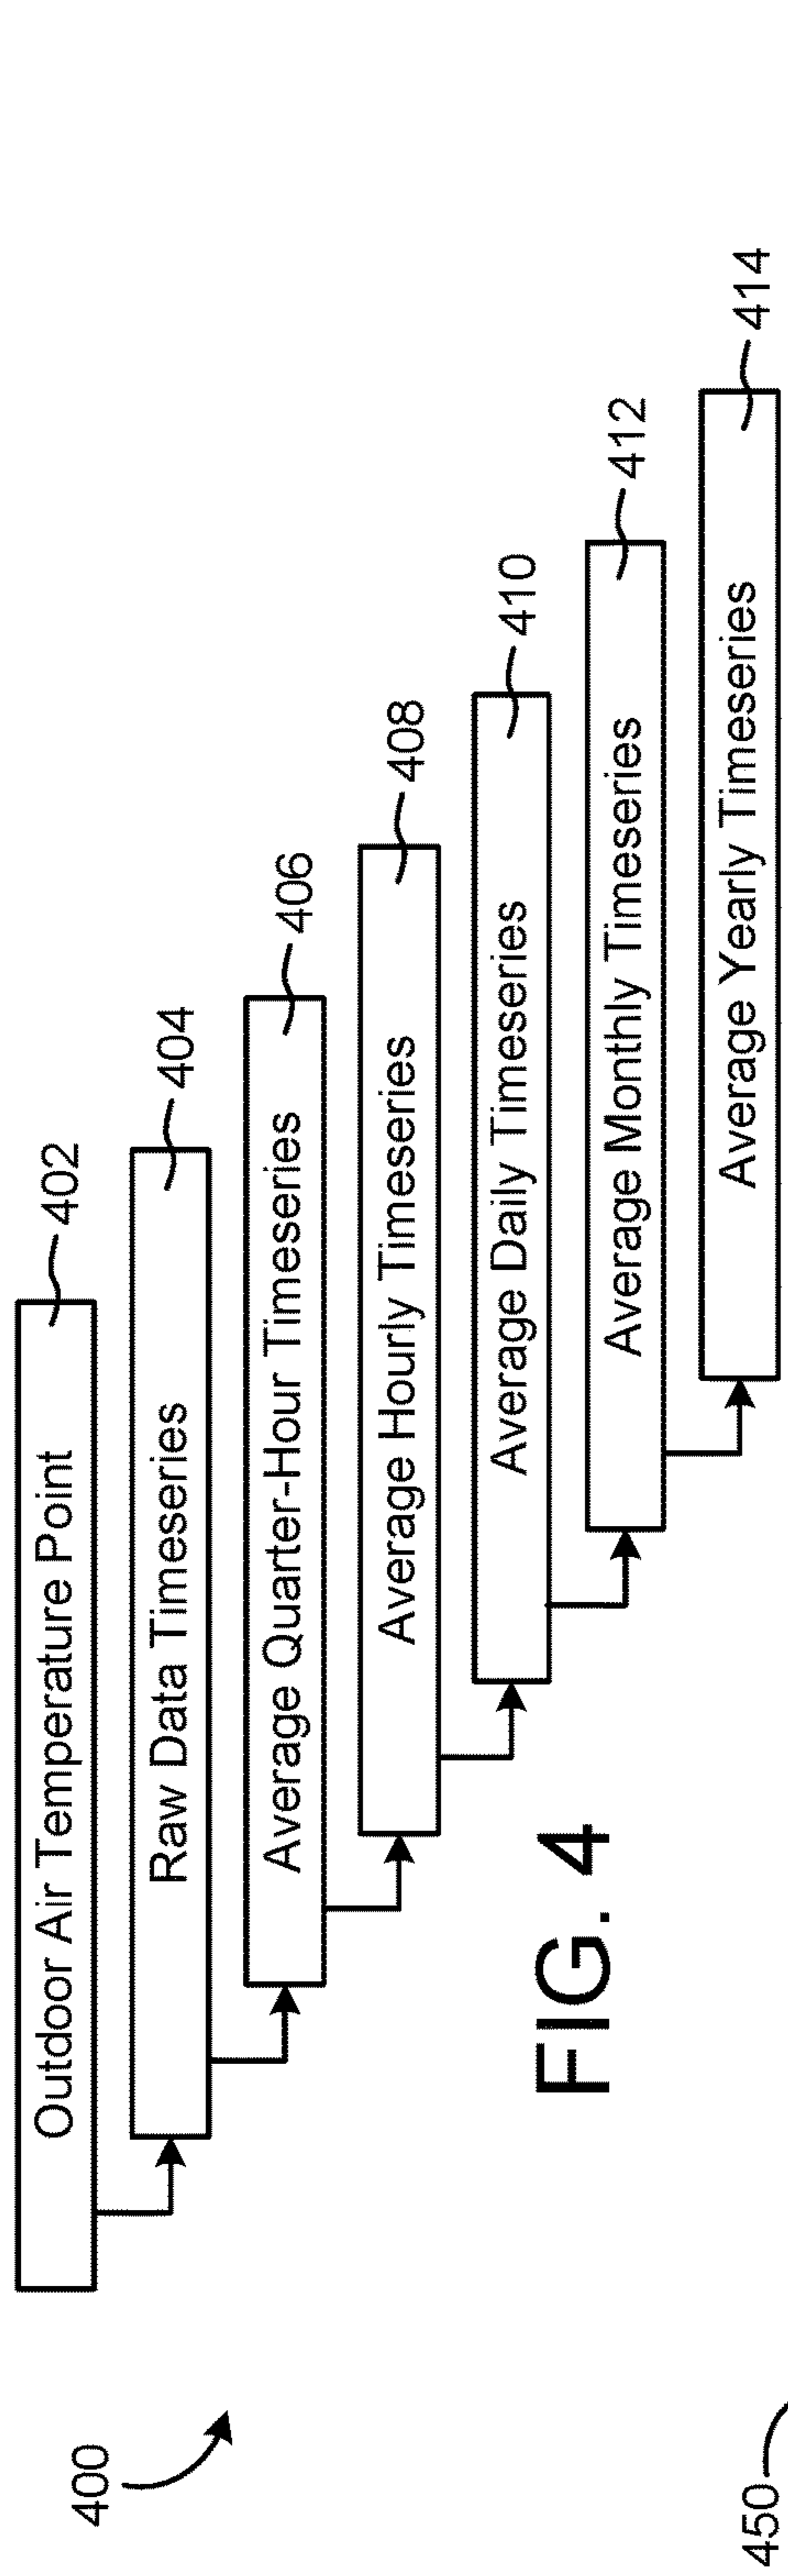 400
Outdoor Air Temperature Point
402
Raw Data Timeseries
404
Average Quarter-Hour Timeseries
406
Average Hourly Timeseries
408
Average Daily Timeseries
410
Average Monthly Timeseries
412
Average Yearly Timeseries
414
FIG. 4
450